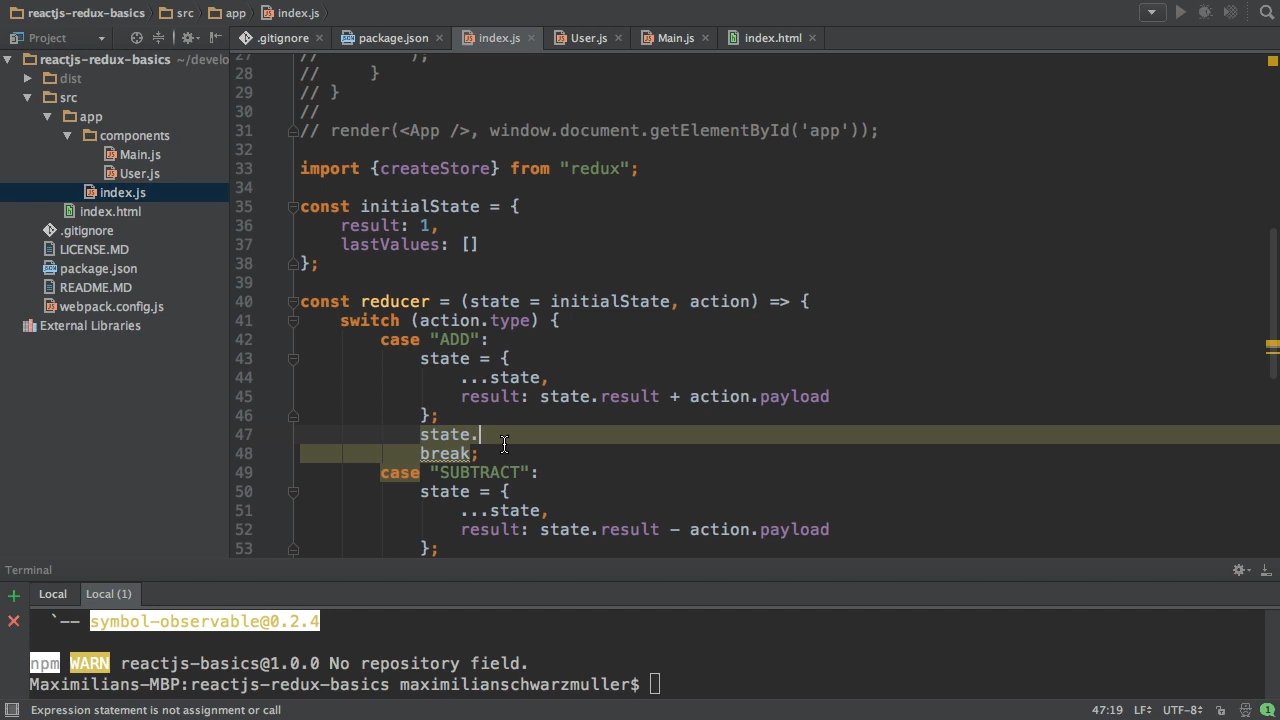 reactjs-redux-basics src app index.js
Project .gitignore package.json index.js User.js Main.js index.html
reactjs-redux-basics ~/develo
dist
src
app
components
Main.js
User.js
index.js
index.html
.gitignore
LICENSE.MD
package.json
README.MD
webpack.config.js
External Libraries
27 // );
28 // }
29 // }
30 //
31 // render(<App />, window.document.getElementById('app'));
32
33 import {createStore} from "redux";
34
35 const initialState = {
36 result: 1,
37 lastValues: []
38 };
39
40 const reducer = (state = initialState, action) => {
41 switch (action.type) {
42 case "ADD":
43 state = {
44 ...state,
45 result: state.result + action.payload
46 };
47 state.
48 break;
49 case "SUBTRACT":
50 state = {
51 ...state,
52 result: state.result - action.payload
53 };
Terminal
Local Local (1)
`-- symbol-observable@0.2.4
npm WARN reactjs-basics@1.0.0 No repository field.
Maximilians-MBP:reactjs-redux-basics maximilianschwarzmuller$
Expression statement is not assignment or call 47:19 LF UTF-8 1